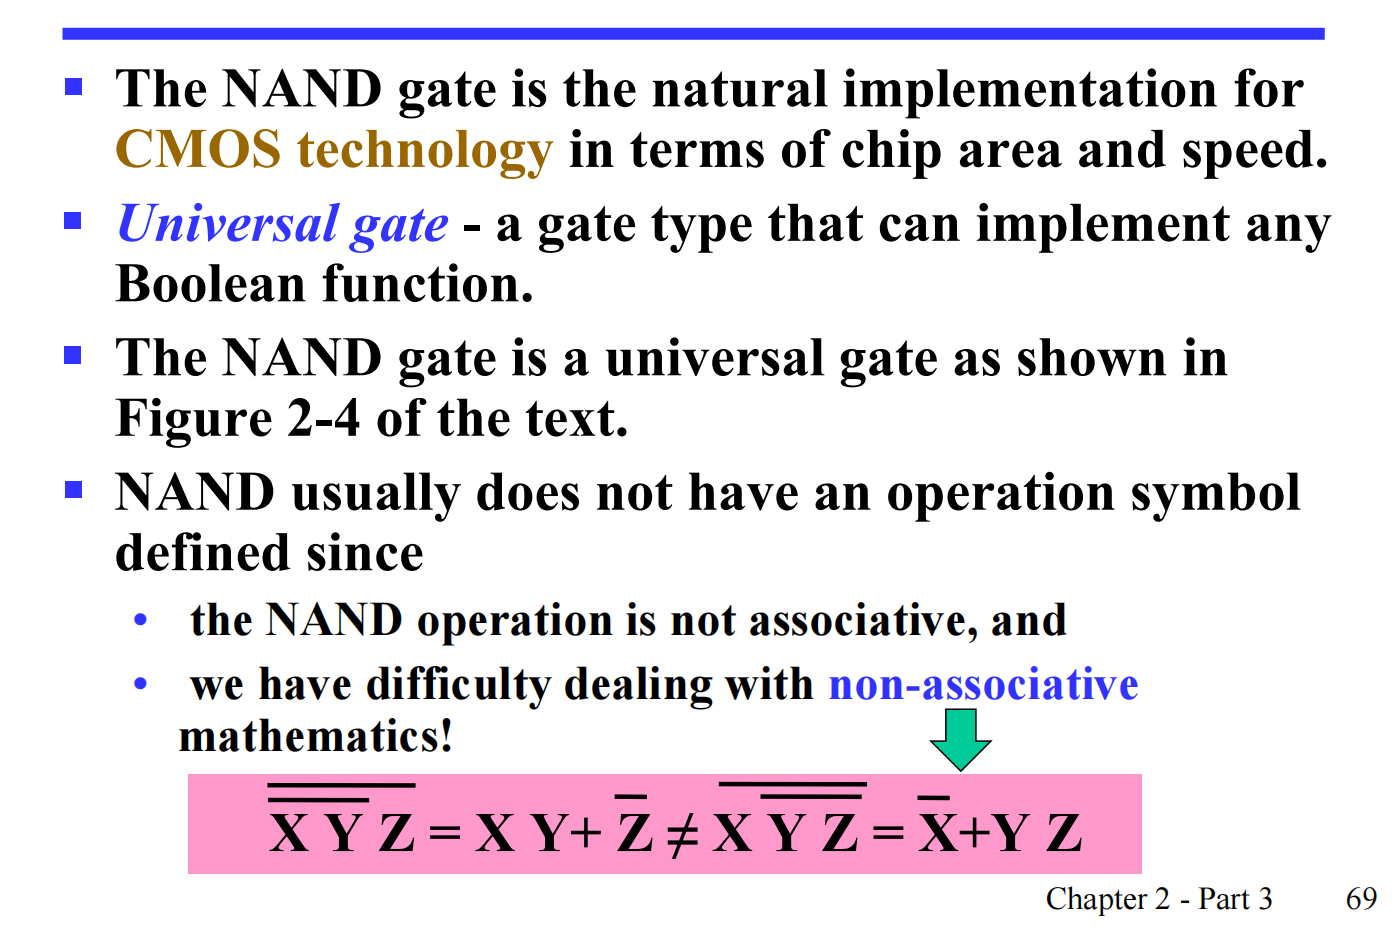 ▪ The NAND gate is the natural implementation for
CMOS technology in terms of chip area and speed.
▪ Universal gate - a gate type that can implement any
Boolean function.
▪ The NAND gate is a universal gate as shown in
Figure 2-4 of the text.
▪ NAND usually does not have an operation symbol
defined since
• the NAND operation is not associative, and
• we have difficulty dealing with non-associative
mathematics!
$\overline{\overline{X Y} Z} = X Y + \overline{Z} \neq \overline{X \overline{Y Z}} = \overline{X} + Y Z$
Chapter 2 - Part 3 69